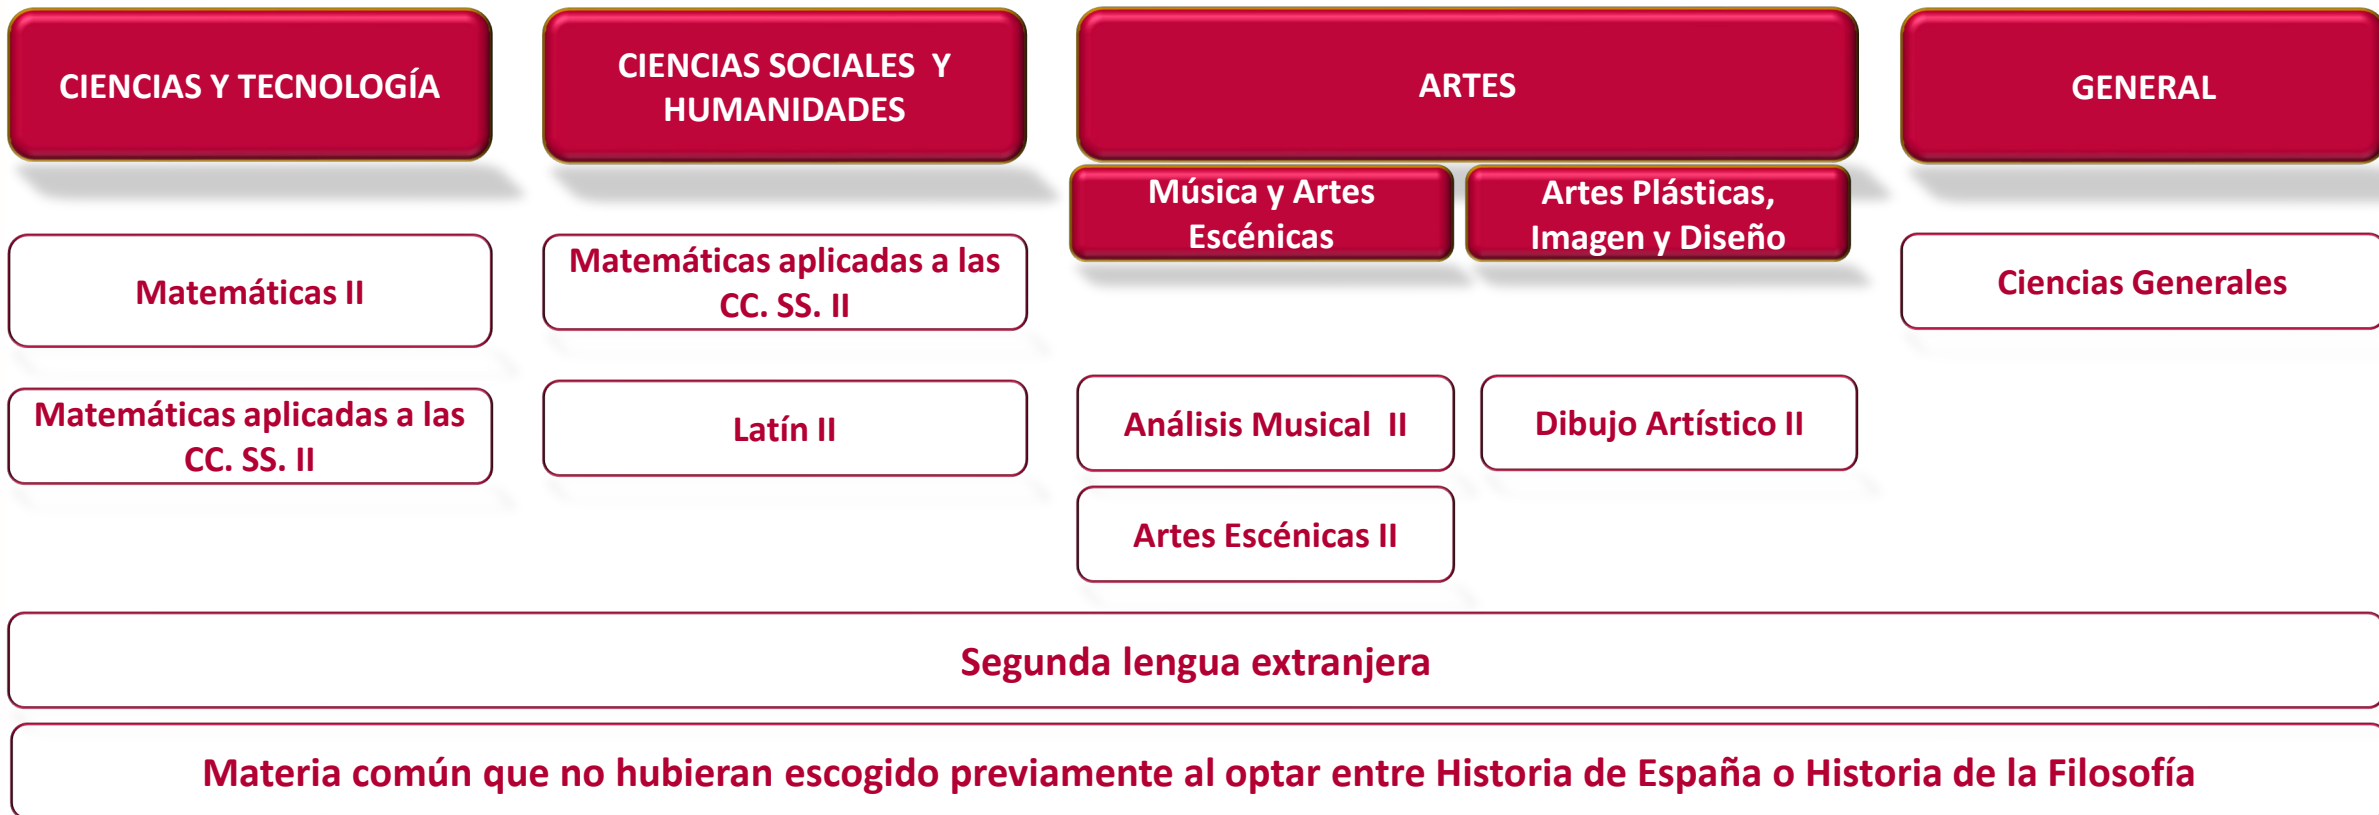 CIENCIAS Y TECNOLOGÍA
CIENCIAS SOCIALES Y
HUMANIDADES
ARTES
GENERAL
Música y Artes
Escénicas
Artes Plásticas,
Imagen y Diseño
Matemáticas II
Matemáticas aplicadas a las
CC. SS. II
Ciencias Generales
Matemáticas aplicadas a las
CC. SS. II
Latín II
Análisis Musical II
Dibujo Artístico II
Artes Escénicas II
Segunda lengua extranjera
Materia común que no hubieran escogido previamente al optar entre Historia de España o Historia de la Filosofía